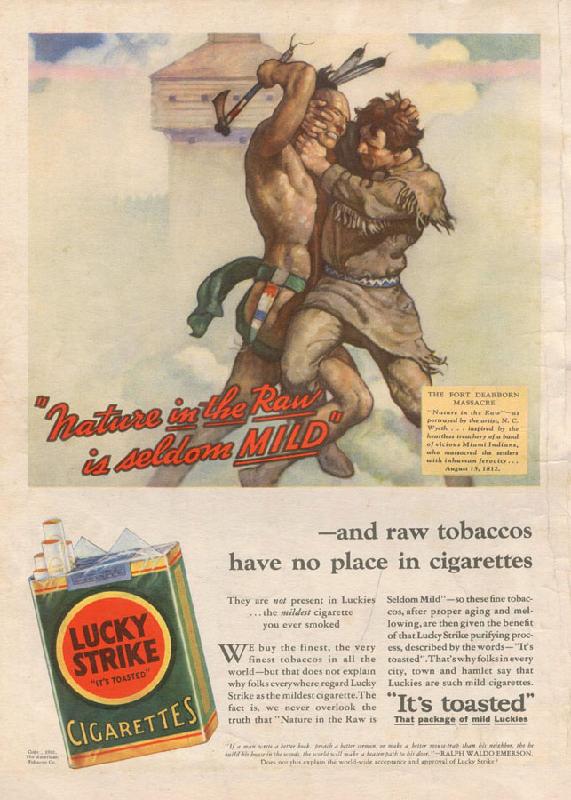 "Nature in the Raw
is seldom MILD"
THE FORT DEARBORN
MASSACRE
"Nature in the Raw"—as
portrayed by the artist, N. C.
Wyeth . . . inspired by the
heartless treachery of a band
of vicious Miami Indians,
who massacred the settlers
with inhuman ferocity . . .
August 15, 1812.
—and raw tobaccos
have no place in cigarettes
They are not present in Luckies
. . . the mildest cigarette
you ever smoked
WE buy the finest, the very
finest tobaccos in all the
world—but that does not explain
why folks everywhere regard Lucky
Strike as the mildest cigarette. The
fact is, we never overlook the
truth that "Nature in the Raw is
Seldom Mild"—so these fine tobac-
cos, after proper aging and mel-
lowing, are then given the benefit
of that Lucky Strike purifying proc-
ess, described by the words—"It's
toasted". That's why folks in every
city, town and hamlet say that
Luckies are such mild cigarettes.
"It's toasted"
That package of mild Luckies
LUCKY
STRIKE
"IT'S TOASTED"
CIGARETTES
Copr., 1932,
The American
Tobacco Co.
"If a man write a better book, preach a better sermon, or make a better mouse-trap than his neighbor, tho he
build his house in the woods, the world will make a beaten path to his door."—RALPH WALDO EMERSON.
Does not this explain the world-wide acceptance and approval of Lucky Strike?